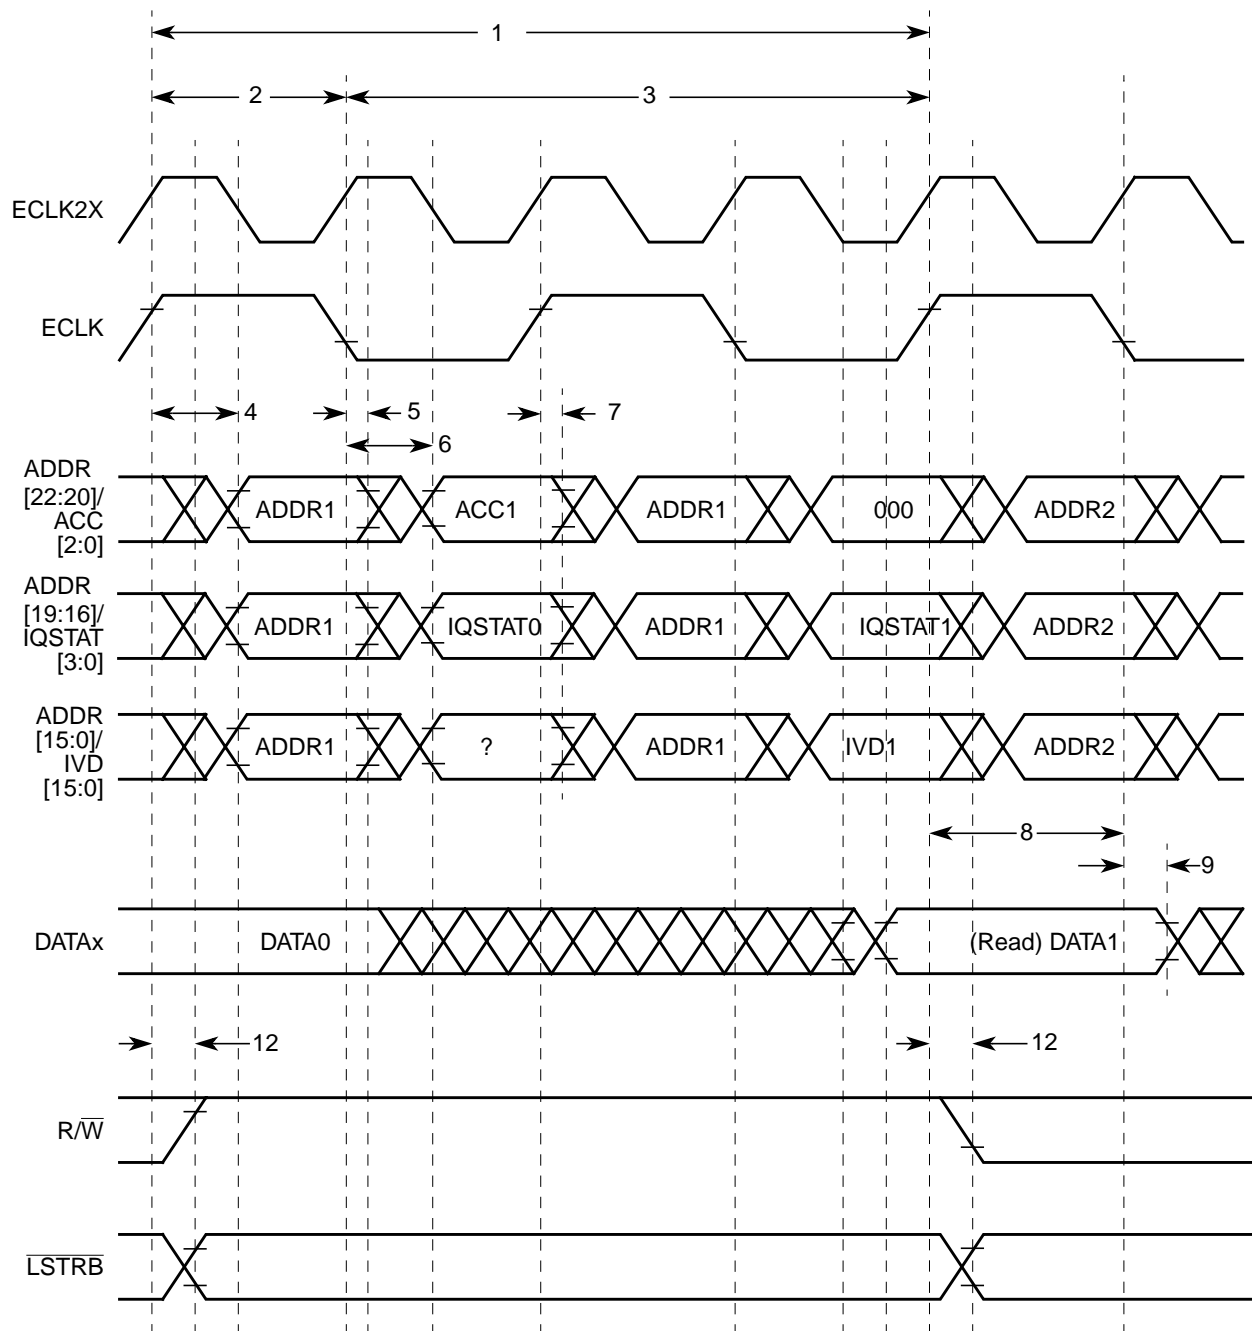 1
2
3
ECLK2X
ECLK
4
5
7
6
ADDR
[22:20]/
ACC
[2:0]
ADDR1
ACC1
ADDR1
000
ADDR2
ADDR
[19:16]/
IQSTAT
[3:0]
ADDR1
IQSTAT0
ADDR1
IQSTAT1
ADDR2
ADDR
[15:0]/
IVD
[15:0]
ADDR1
?
ADDR1
IVD1
ADDR2
8
9
DATAx
DATA0
(Read) DATA1
12
12
R/W̅
L̅S̅T̅R̅B̅